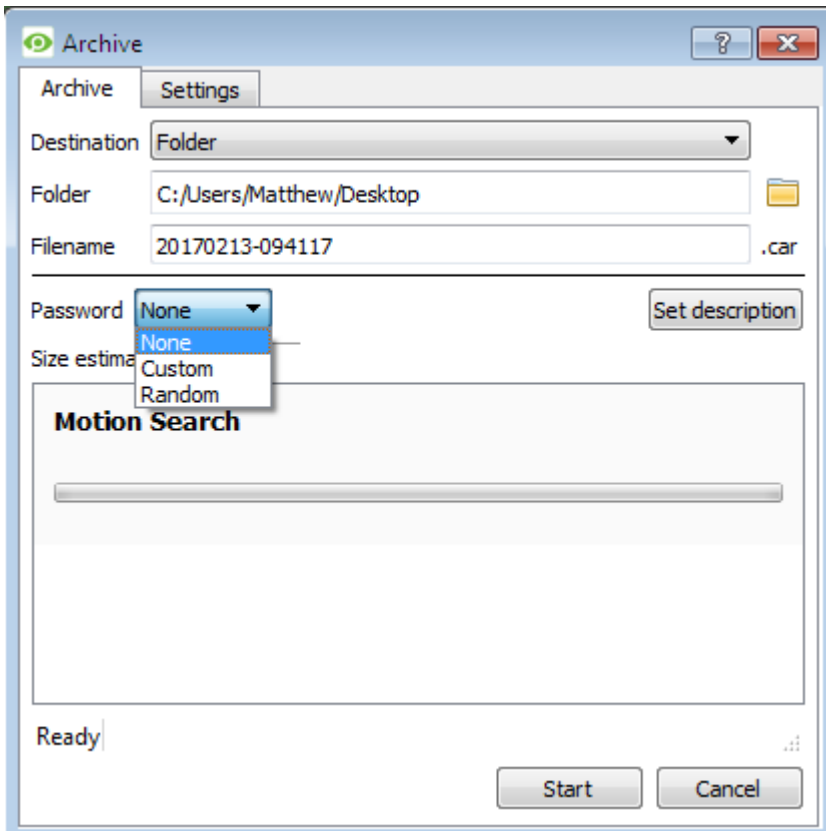 Archive
Archive Settings
Destination Folder
Folder C:/Users/Matthew/Desktop
Filename 20170213-094117 .car
Password None Set description
None
Size estima
Custom
Random
Motion Search
Ready
Start Cancel